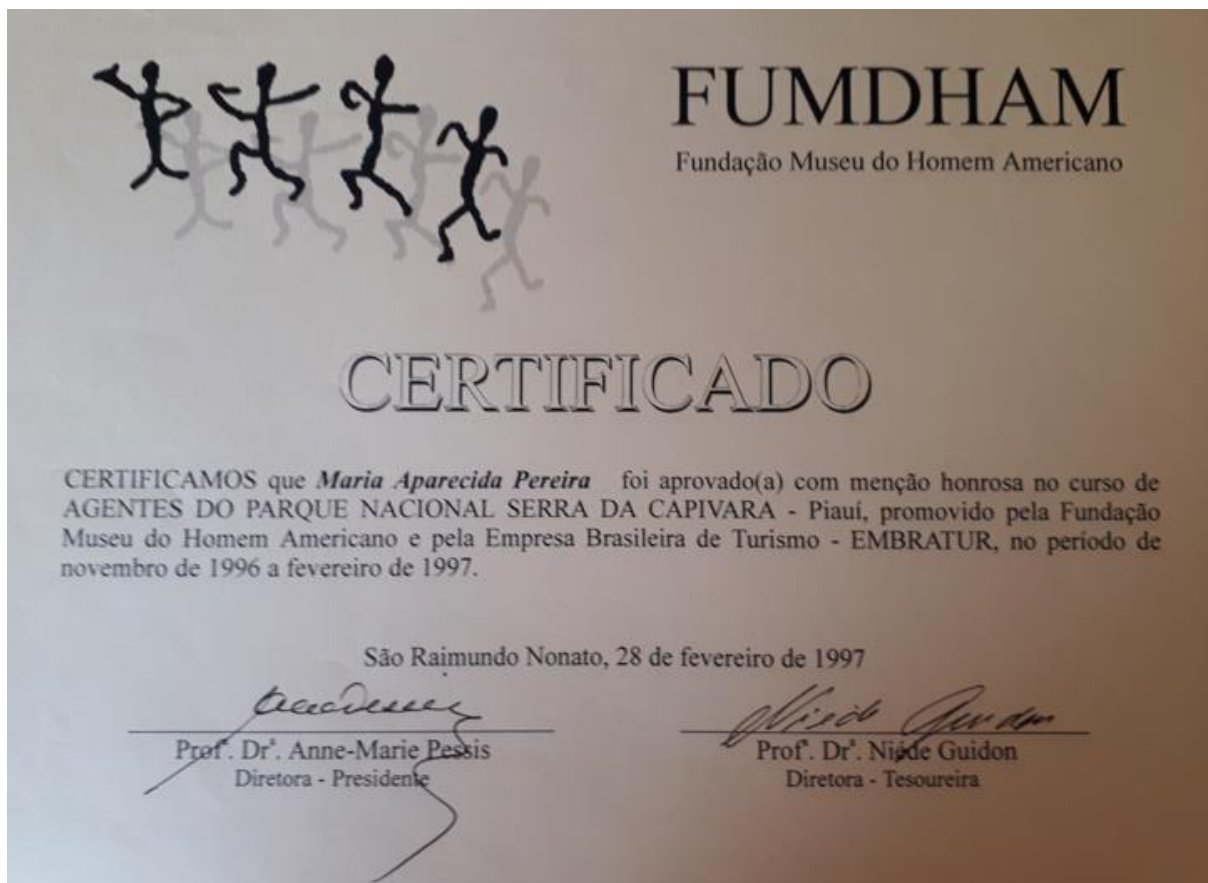 FUMDHAM
Fundação Museu do Homem Americano
CERTIFICADO
CERTIFICAMOS que Maria Aparecida Pereira foi aprovado(a) com menção honrosa no curso de
AGENTES DO PARQUE NACIONAL SERRA DA CAPIVARA - Piauí, promovido pela Fundação
Museu do Homem Americano e pela Empresa Brasileira de Turismo - EMBRATUR, no período de
novembro de 1996 a fevereiro de 1997.
São Raimundo Nonato, 28 de fevereiro de 1997
Niède Guidon
Profª. Drª. Anne-Marie Pessis
Diretora - Presidente
Profª. Drª. Niède Guidon
Diretora - Tesoureira